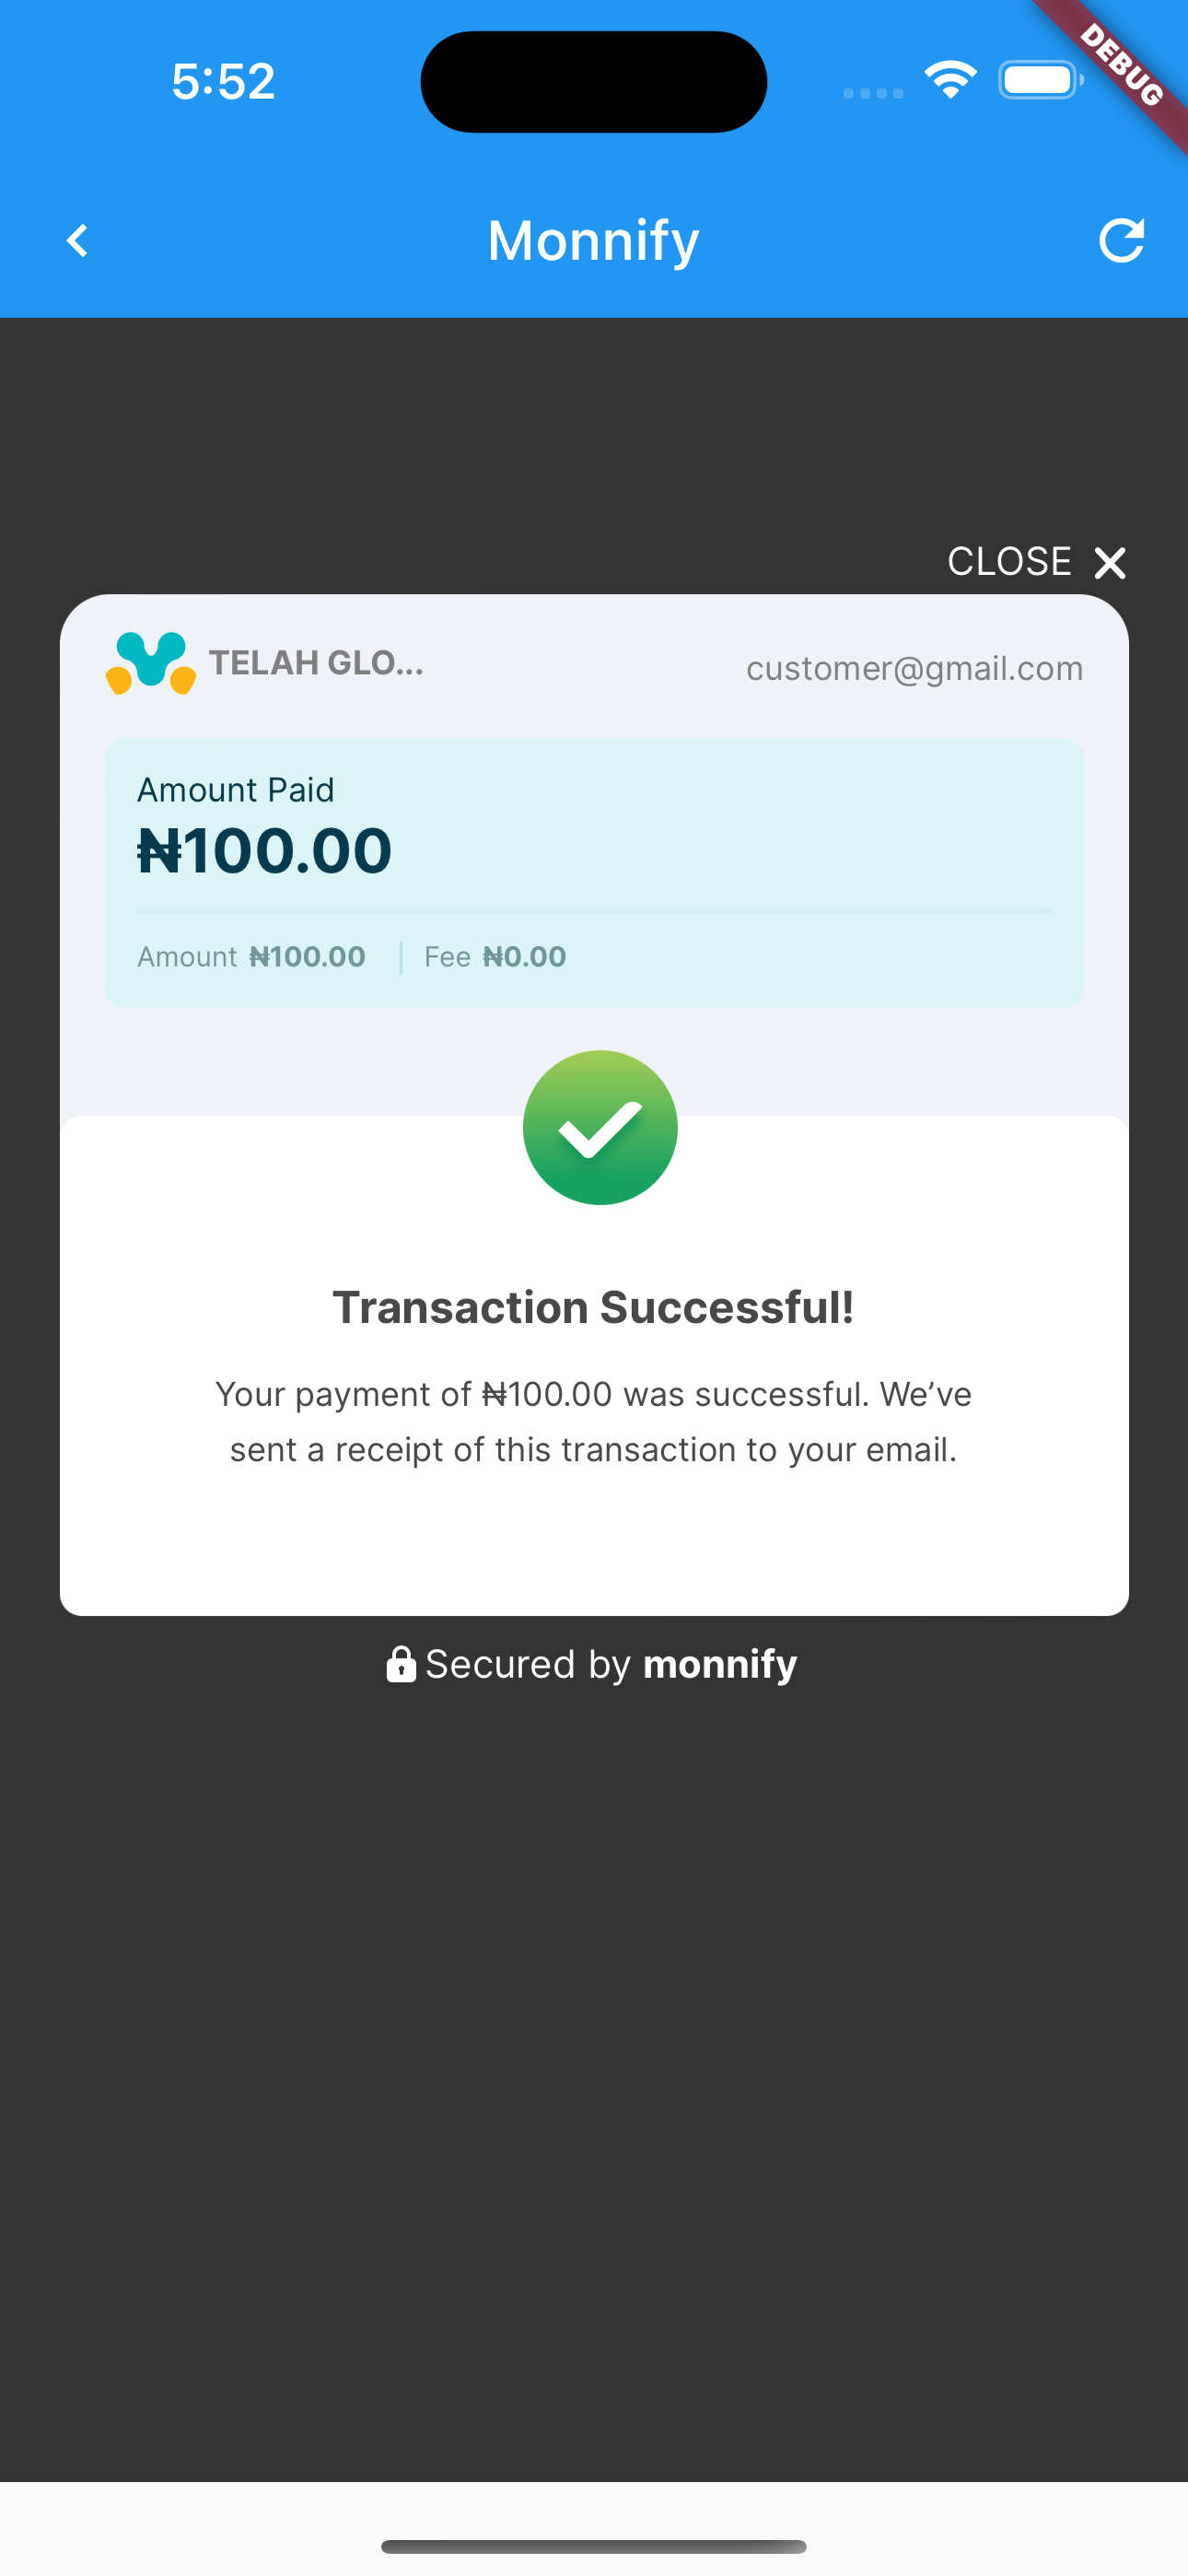 5:52
DEBUG
Monnify
CLOSE
TELAH GLO...
customer@gmail.com
Amount Paid
₦100.00
Amount ₦100.00 | Fee ₦0.00
Transaction Successful!
Your payment of ₦100.00 was successful. We’ve
sent a receipt of this transaction to your email.
Secured by monnify